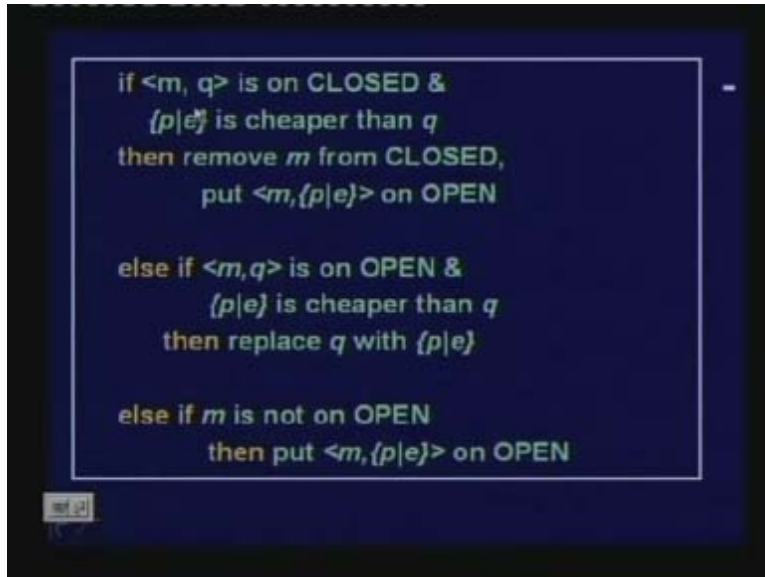 if <m, q> is on CLOSED &
{p|e} is cheaper than q
then remove m from CLOSED,
put <m,{p|e}> on OPEN
else if <m,q> is on OPEN &
{p|e} is cheaper than q
then replace q with {p|e}
else if m is not on OPEN
then put <m,{p|e}> on OPEN